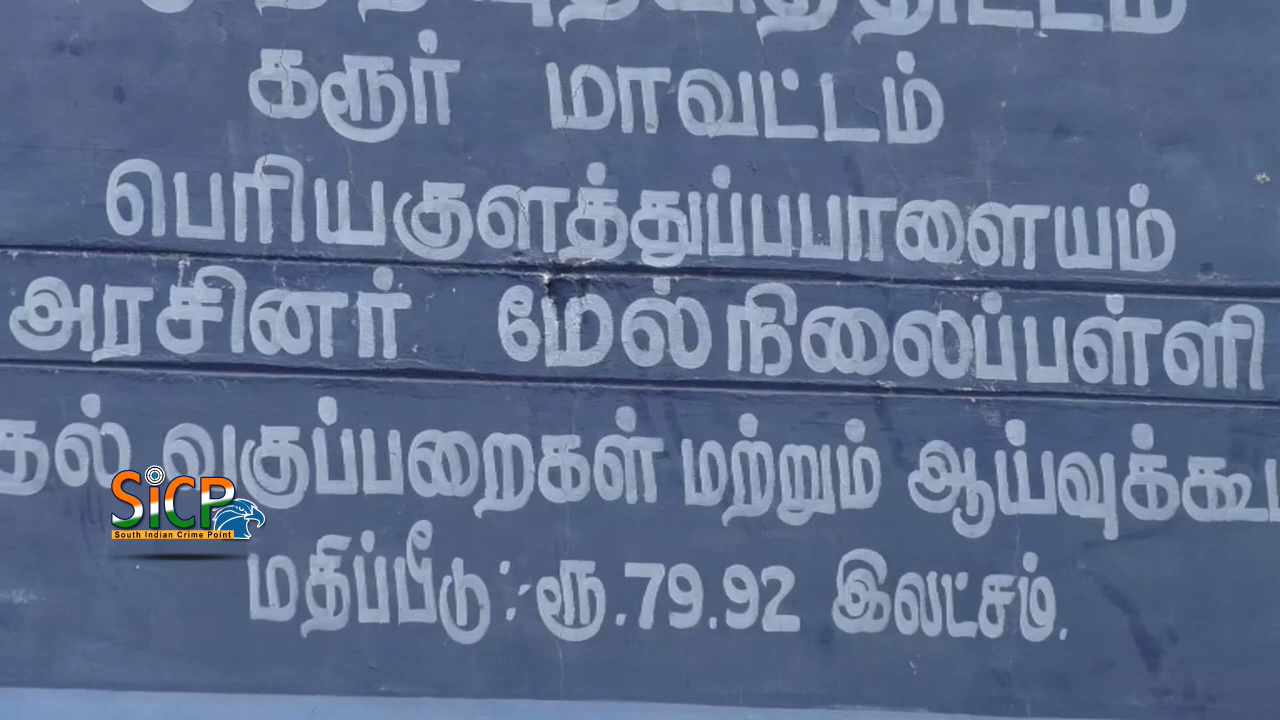 கரூர் மாவட்டம்
பெரியகுளத்துப்பபாளையம்
அரசினர் மேல்நிலைப்பள்ளி
வகுப்பறைகள் மற்றும்
மதிப்பீடு : ரூ.79.92 இலட்சம்.
SiCP
South Indian Crime Point